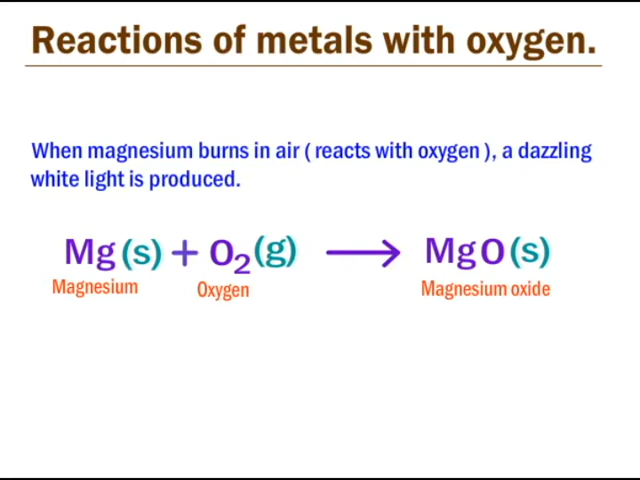 Reactions of metals with oxygen.
When magnesium burns in air ( reacts with oxygen ), a dazzling
white light is produced.
Mg (s) + O₂ (g) ⟶ MgO (s)
Magnesium Oxygen Magnesium oxide